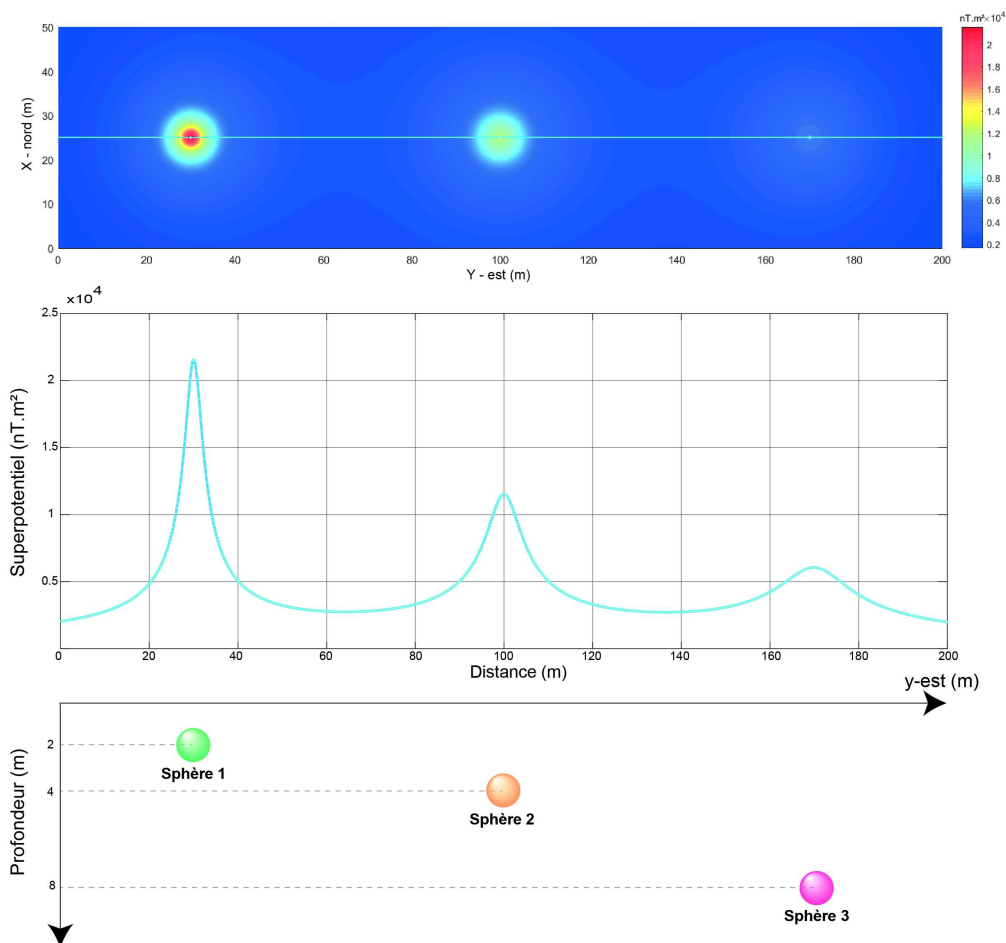 nT.m²×10⁴
50
40
30
20
10
0
X - nord (m)
0 20 40 60 80 100 120 140 160 180 200
Y - est (m)
2
1.8
1.6
1.4
1.2
1
0.8
0.6
0.4
0.2
×10⁴
2.5
2
1.5
1
0.5
Superpotentiel (nT.m²)
0 20 40 60 80 100 120 140 160 180 200
Distance (m)
y-est (m)
Profondeur (m)
2
Sphère 1
4
Sphère 2
8
Sphère 3